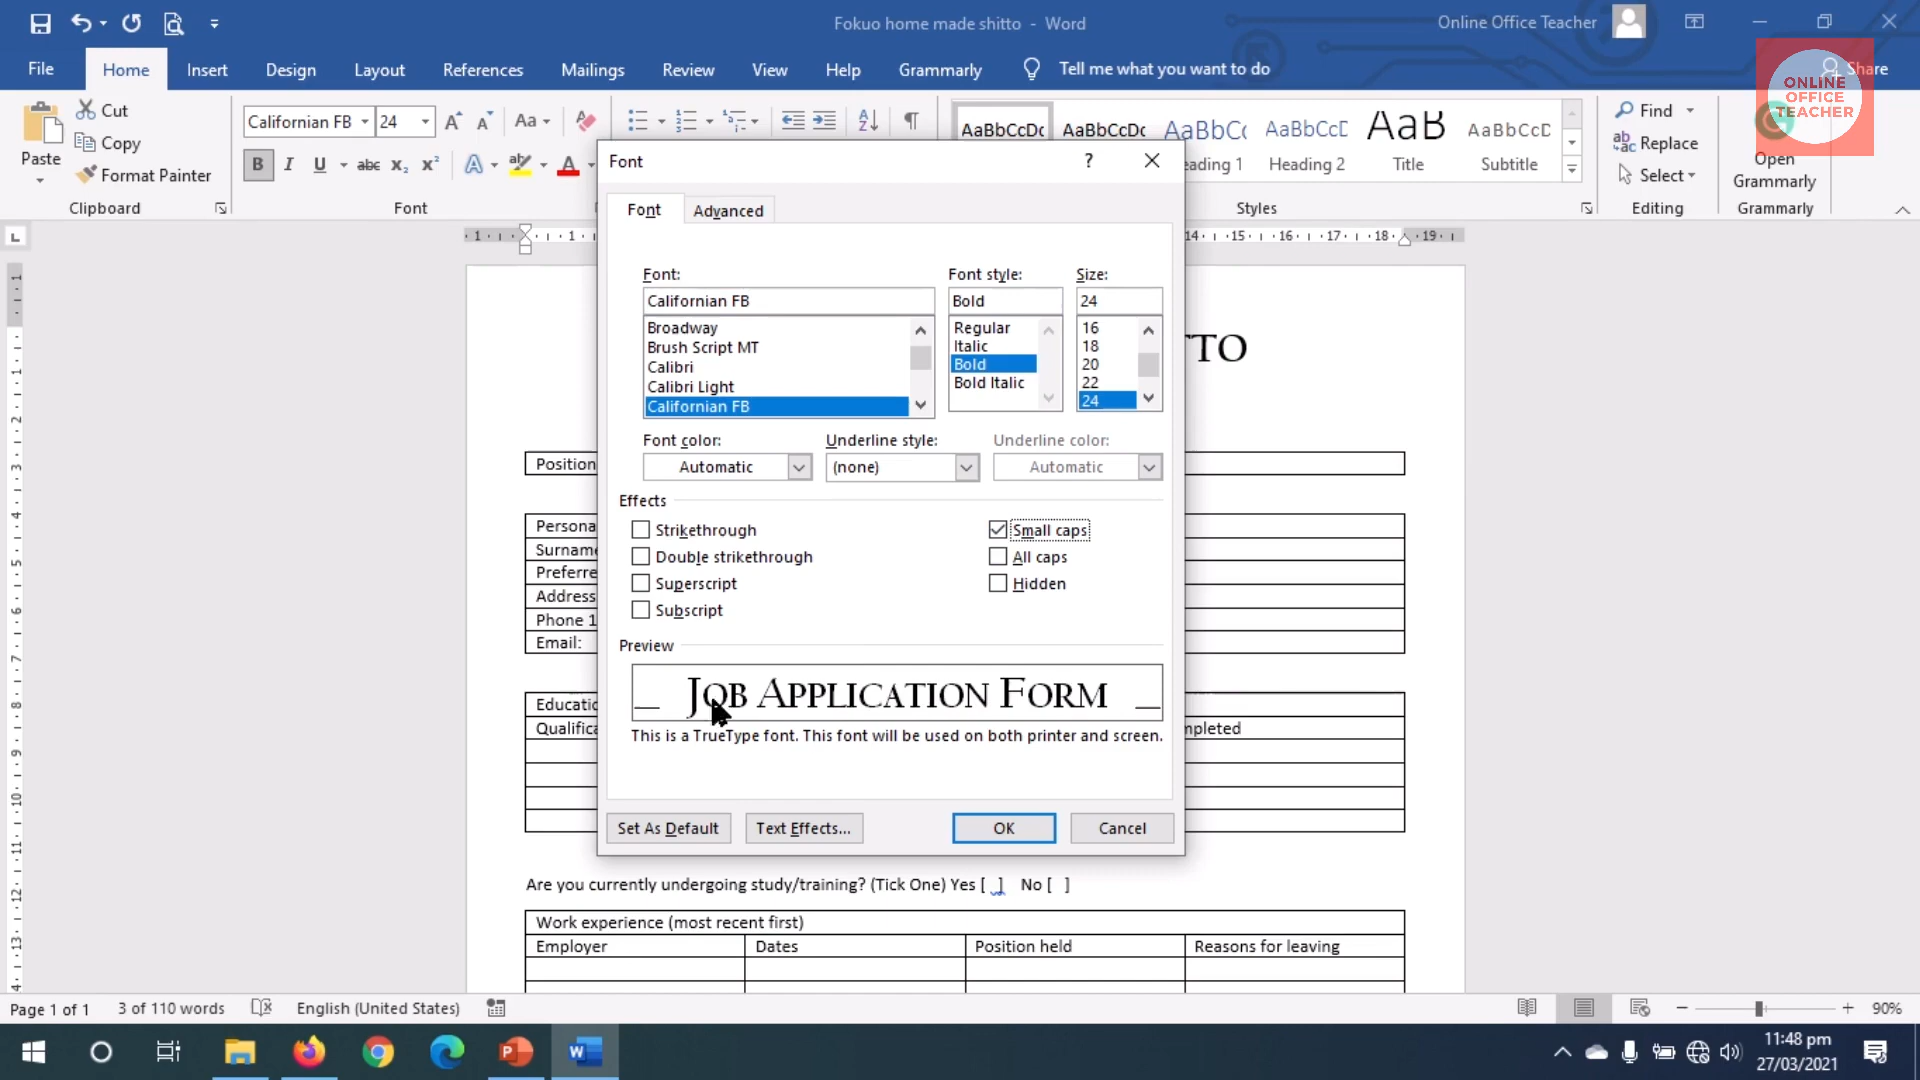 Fokuo home made shitto - Word
Online Office Teacher
File Home Insert Design Layout References Mailings Review View Help Grammarly Tell me what you want to do Share
ONLINE
OFFICE
TEACHER
Paste
Cut
Copy
Format Painter
Clipboard
Californian FB 24
Aa
B I U abc x₂ x²
A
Font
AaBbCcDc AaBbCcDc AaBbCc AaBbCcD AaB AaBbCcD
eading 1 Heading 2 Title Subtitle
Styles
Find
Replace
Select
Editing
Open
Grammarly
Grammarly
Font
?
Font Advanced
Font: Font style: Size:
Californian FB Bold 24
Broadway
Brush Script MT
Calibri
Calibri Light
Californian FB
Regular
Italic
Bold
Bold Italic
16
18
20
22
24
Font color: Underline style: Underline color:
Automatic (none) Automatic
Effects
Strikethrough
Double strikethrough
Superscript
Subscript
Small caps
All caps
Hidden
Preview
Job Application Form
This is a TrueType font. This font will be used on both printer and screen.
Set As Default Text Effects... OK Cancel
TTO
Position
Persona
Surname
Preferre
Address
Phone 1
Email:
Educatio
Qualifica
mpleted
Are you currently undergoing study/training? (Tick One) Yes [ ] No [ ]
Work experience (most recent first)
Employer Dates Position held Reasons for leaving
Page 1 of 1 3 of 110 words English (United States) 90%
11:48 pm
27/03/2021